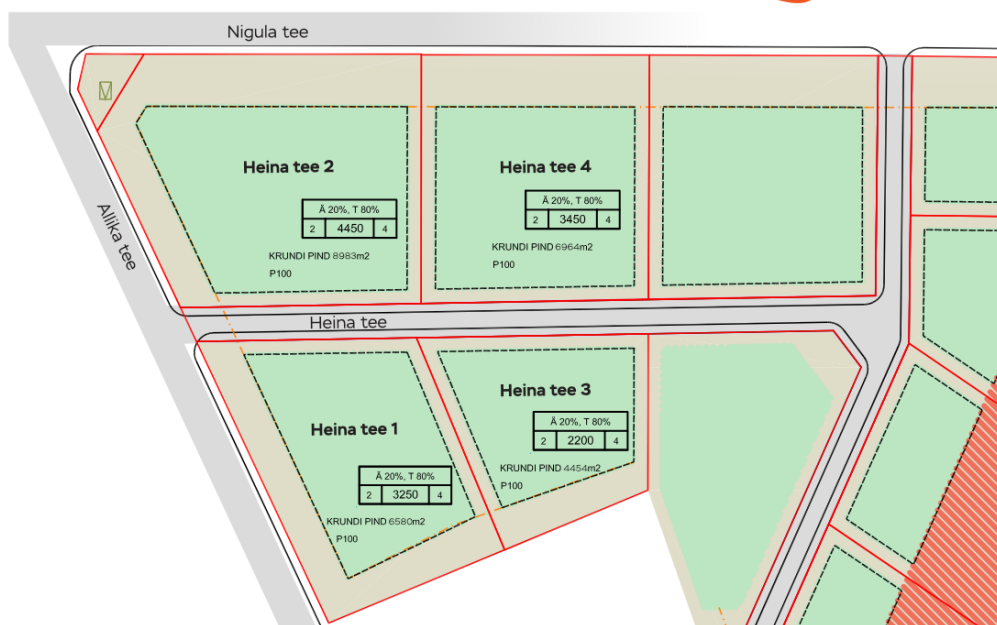 Nigula tee
Allika tee
Heina tee 2
Ä 20%, T 80%
2 4450 4
KRUNDI PIND 8983m2
P100
Heina tee 4
Ä 20%, T 80%
2 3450 4
KRUNDI PIND 6964m2
P100
Heina tee
Heina tee 1
Ä 20%, T 80%
2 3250 4
KRUNDI PIND 6580m2
P100
Heina tee 3
Ä 20%, T 80%
2 2200 4
KRUNDI PIND 4454m2
P100